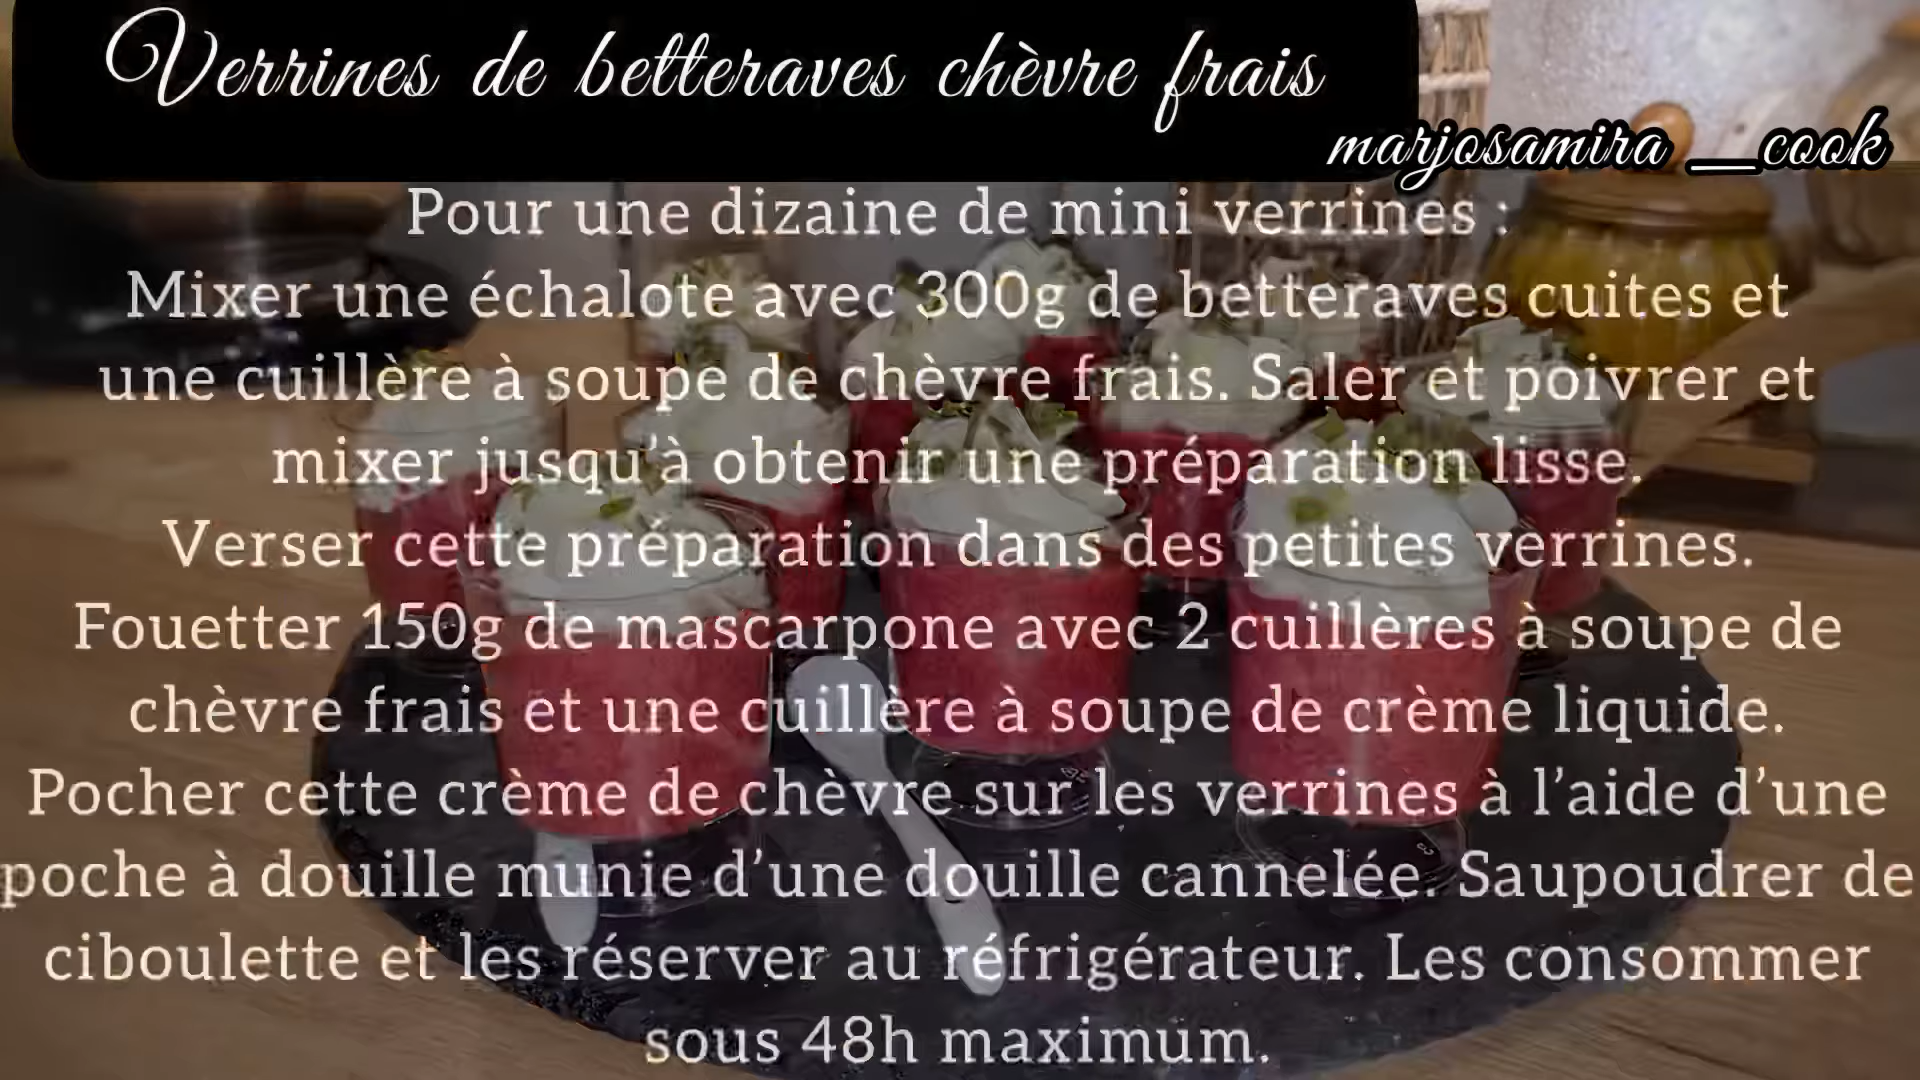 Verrines de betteraves chèvre frais
marjosamira __cook
Pour une dizaine de mini verrines :
Mixer une échalote avec 300g de betteraves cuites et
une cuillère à soupe de chèvre frais. Saler et poivrer et
mixer jusqu'à obtenir une préparation lisse.
Verser cette préparation dans des petites verrines.
Fouetter 150g de mascarpone avec 2 cuillères à soupe de
chèvre frais et une cuillère à soupe de crème liquide.
Pocher cette crème de chèvre sur les verrines à l’aide d’une
poche à douille munie d’une douille cannelée. Saupoudrer de
ciboulette et les réserver au réfrigérateur. Les consommer
sous 48h maximum.